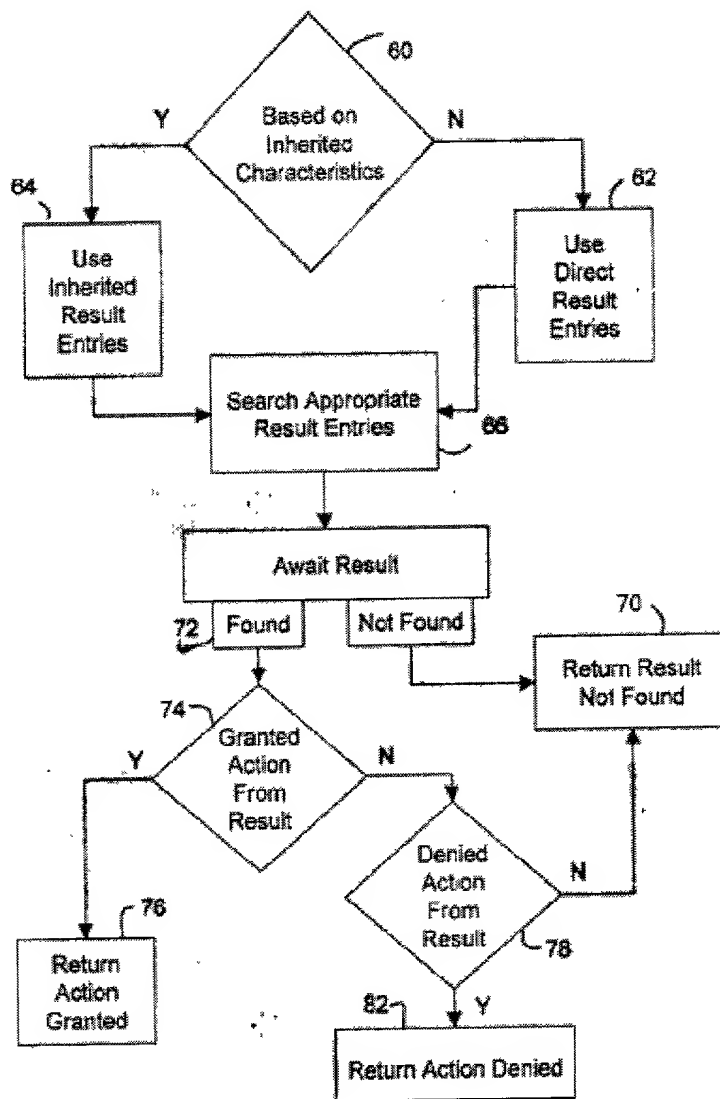 60
Y
Based on
Inherited
Characteristics
N
64
62
Use
Inherited
Result
Entries
Use
Direct
Result
Entries
Search Appropriate
Result Entries
66
Await Result
72
Found
Not Found
70
Return Result
Not Found
74
Y
Granted
Action
From
Result
N
Denied
Action
From
Result
N
78
76
Return
Action
Granted
82
Y
Return Action Denied